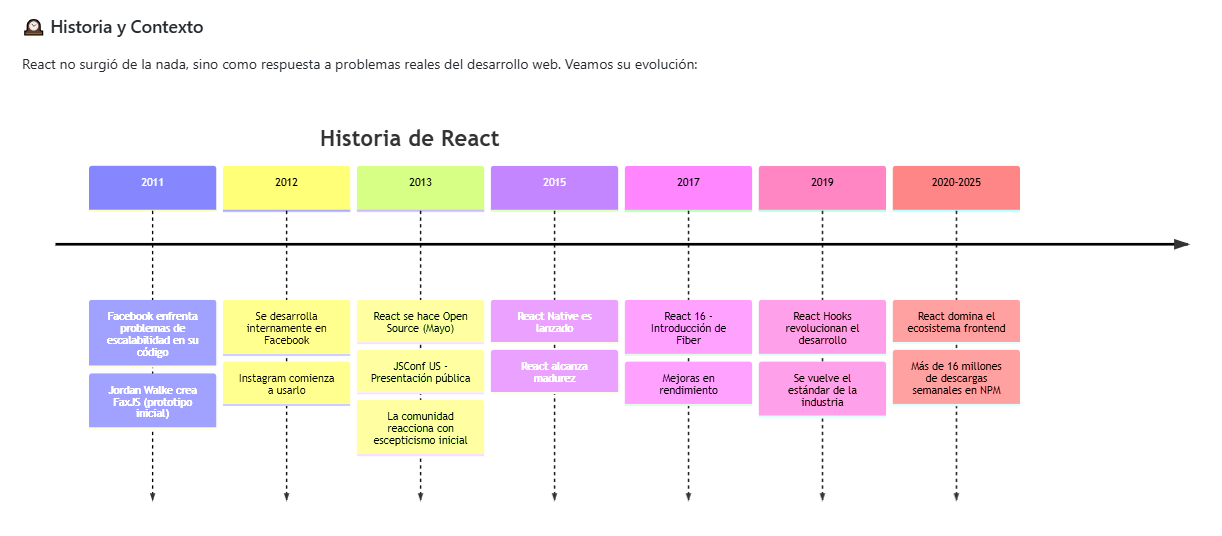 🕰️ Historia y Contexto
React no surgió de la nada, sino como respuesta a problemas reales del desarrollo web. Veamos su evolución:
Historia de React
2011
2012
2013
2015
2017
2019
2020-2025
Facebook enfrenta
problemas de
escalabilidad en su
código
Jordan Walke crea
FaxJS (prototipo
inicial)
Se desarrolla
internamente en
Facebook
Instagram comienza
a usarlo
React se hace Open
Source (Mayo)
JSConf US -
Presentación pública
La comunidad
reacciona con
escepticismo inicial
React Native es
lanzado
React alcanza
madurez
React 16 -
Introducción de
Fiber
Mejoras en
rendimiento
React Hooks
revolucionan el
desarrollo
Se vuelve el
estándar de la
industria
React domina el
ecosistema frontend
Más de 16 millones
de descargas
semanales en NPM